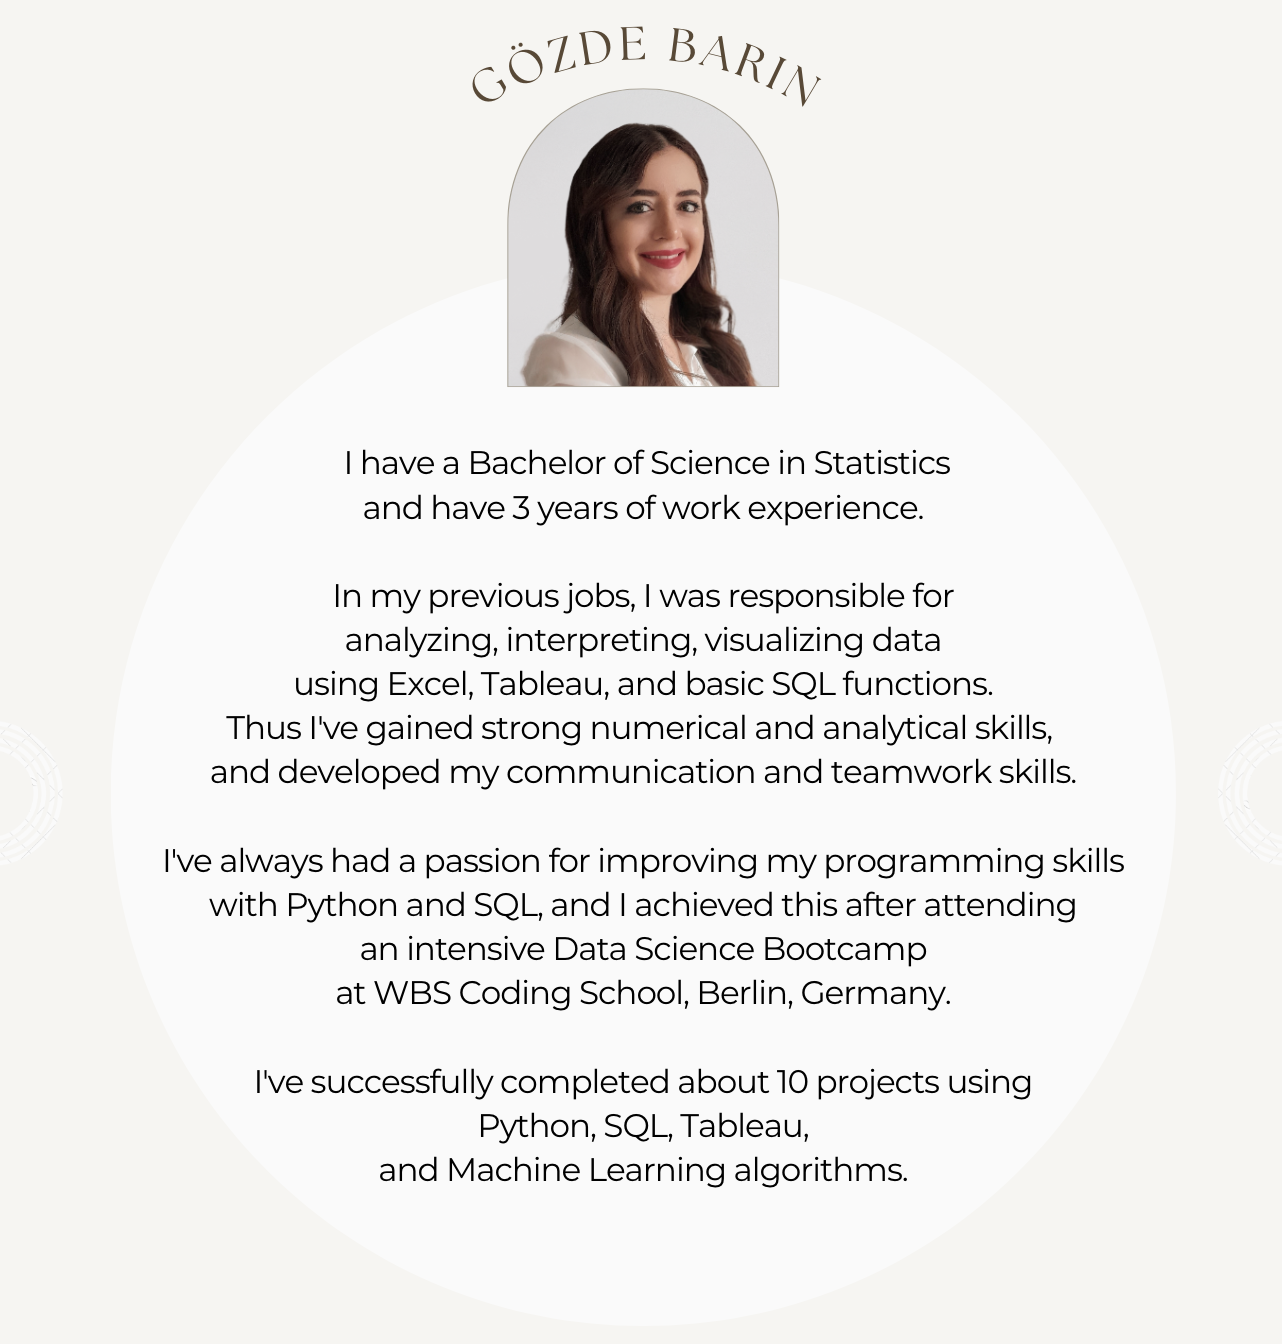 GÖZDE BARIN
I have a Bachelor of Science in Statistics
and have 3 years of work experience.
In my previous jobs, I was responsible for
analyzing, interpreting, visualizing data
using Excel, Tableau, and basic SQL functions.
Thus I've gained strong numerical and analytical skills,
and developed my communication and teamwork skills.
I've always had a passion for improving my programming skills
with Python and SQL, and I achieved this after attending
an intensive Data Science Bootcamp
at WBS Coding School, Berlin, Germany.
I've successfully completed about 10 projects using
Python, SQL, Tableau,
and Machine Learning algorithms.